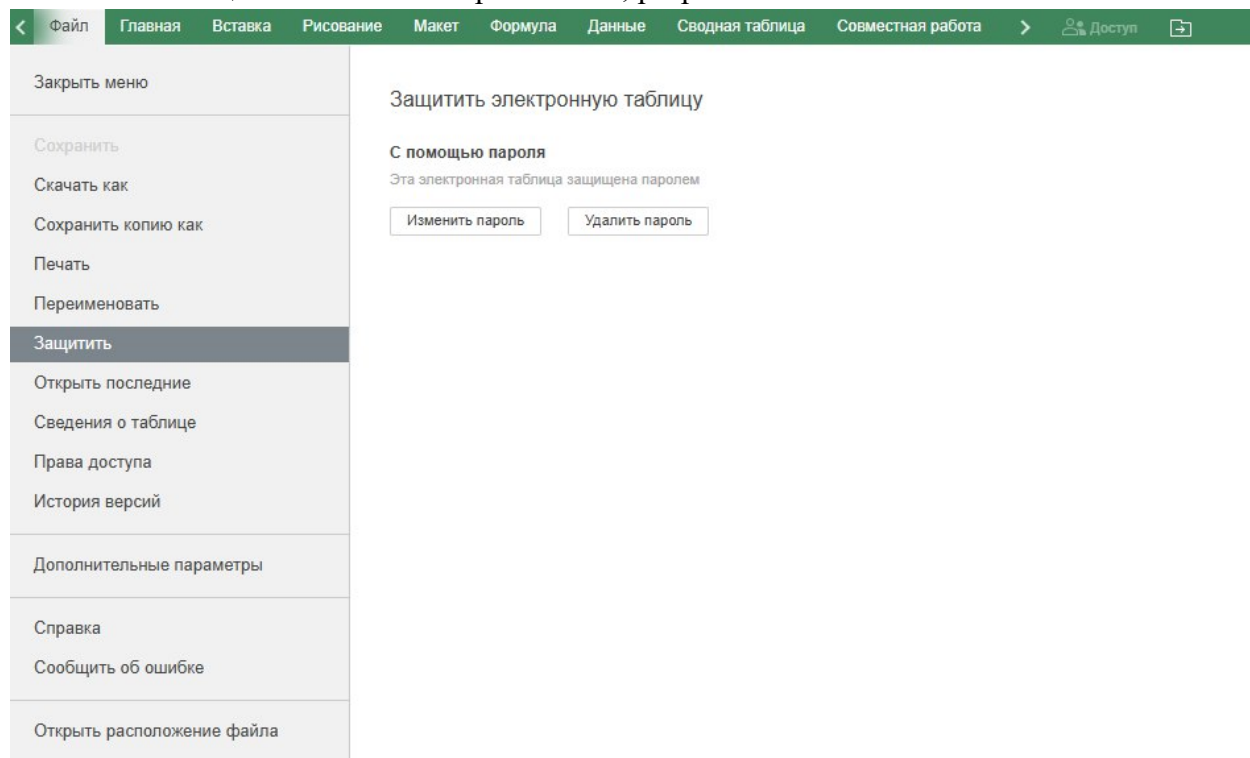 Файл Главная Вставка Рисование Макет Формула Данные Сводная таблица Совместная работа Доступ
Закрыть меню
Защитить электронную таблицу
Сохранить
С помощью пароля
Скачать как
Эта электронная таблица защищена паролем
Сохранить копию как
Изменить пароль Удалить пароль
Печать
Переименовать
Защитить
Открыть последние
Сведения о таблице
Права доступа
История версий
Дополнительные параметры
Справка
Сообщить об ошибке
Открыть расположение файла